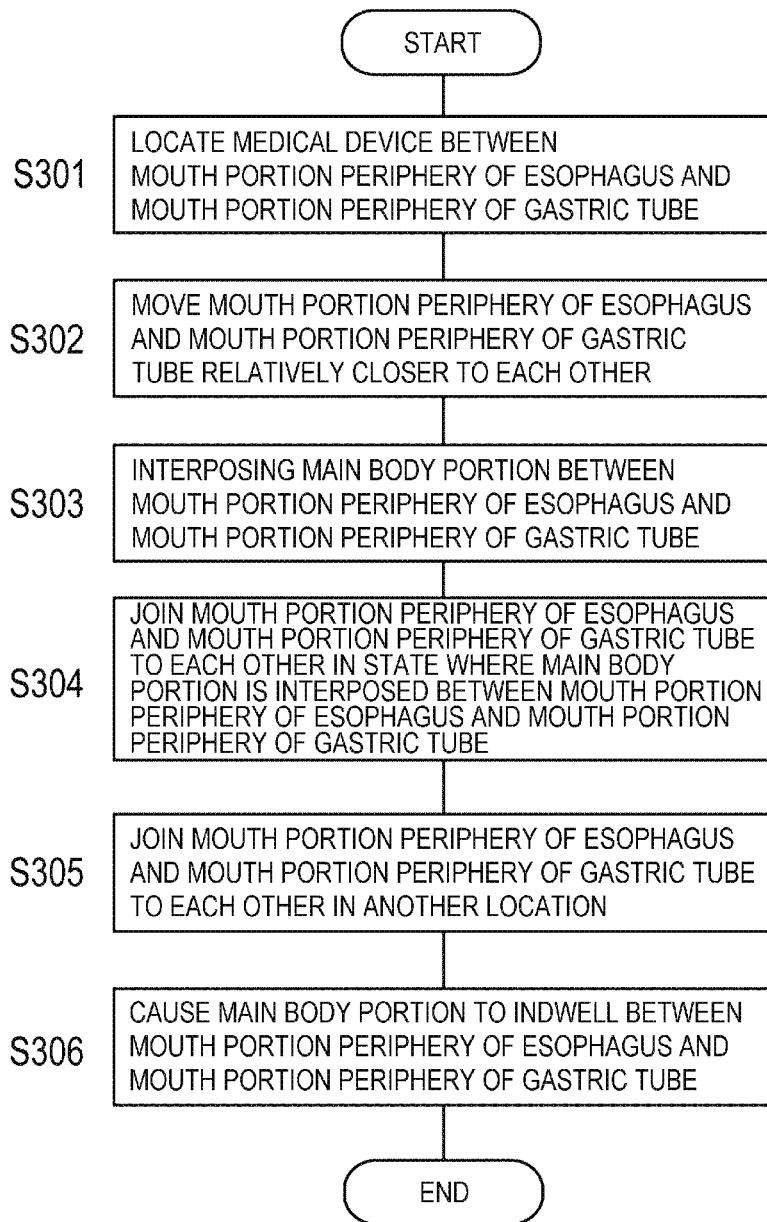 START
S301
LOCATE MEDICAL DEVICE BETWEEN
MOUTH PORTION PERIPHERY OF ESOPHAGUS AND
MOUTH PORTION PERIPHERY OF GASTRIC TUBE
S302
MOVE MOUTH PORTION PERIPHERY OF ESOPHAGUS
AND MOUTH PORTION PERIPHERY OF GASTRIC
TUBE RELATIVELY CLOSER TO EACH OTHER
S303
INTERPOSING MAIN BODY PORTION BETWEEN
MOUTH PORTION PERIPHERY OF ESOPHAGUS AND
MOUTH PORTION PERIPHERY OF GASTRIC TUBE
S304
JOIN MOUTH PORTION PERIPHERY OF ESOPHAGUS
AND MOUTH PORTION PERIPHERY OF GASTRIC TUBE
TO EACH OTHER IN STATE WHERE MAIN BODY
PORTION IS INTERPOSED BETWEEN MOUTH PORTION
PERIPHERY OF ESOPHAGUS AND MOUTH PORTION
PERIPHERY OF GASTRIC TUBE
S305
JOIN MOUTH PORTION PERIPHERY OF ESOPHAGUS
AND MOUTH PORTION PERIPHERY OF GASTRIC TUBE
TO EACH OTHER IN ANOTHER LOCATION
S306
CAUSE MAIN BODY PORTION TO INDWELL BETWEEN
MOUTH PORTION PERIPHERY OF ESOPHAGUS AND
MOUTH PORTION PERIPHERY OF GASTRIC TUBE
END